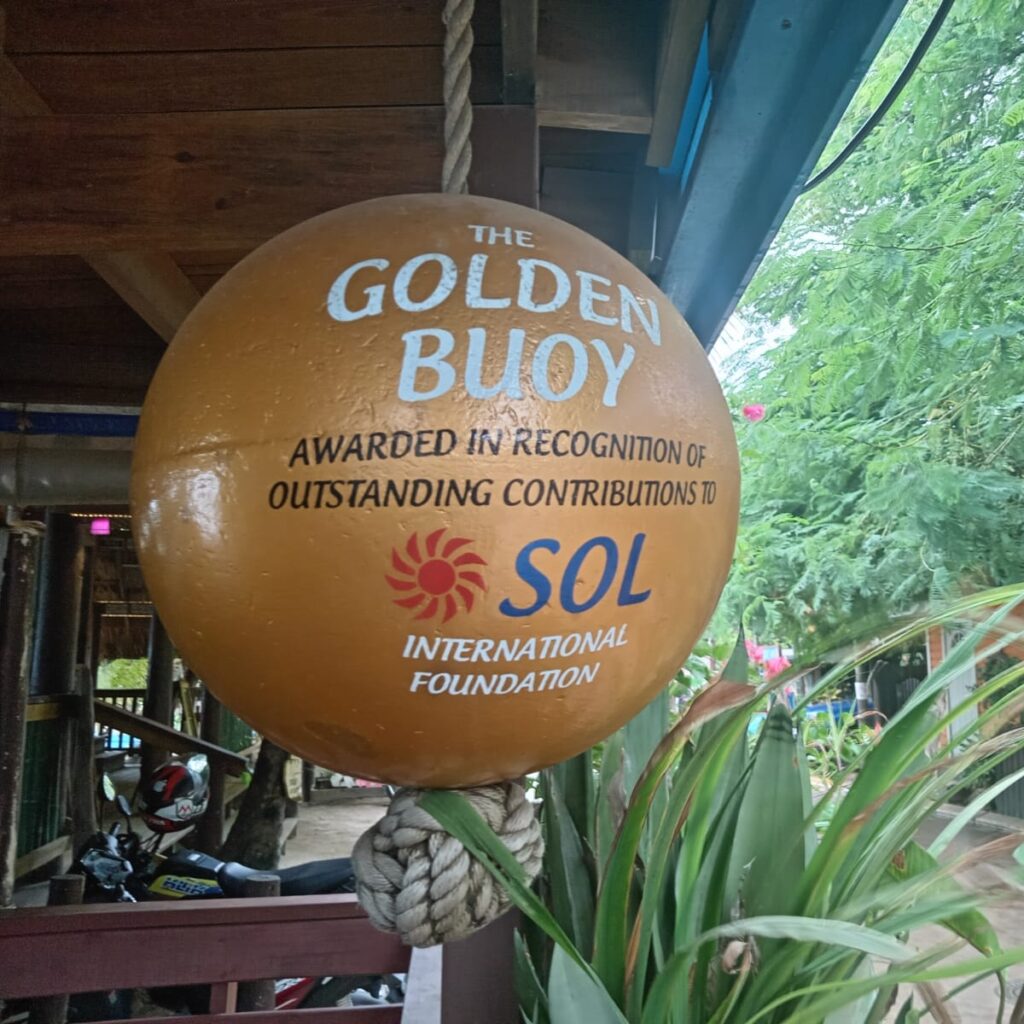 THE
GOLDEN
BUOY
AWARDED IN RECOGNITION OF
OUTSTANDING CONTRIBUTIONS TO
SOL
INTERNATIONAL
FOUNDATION